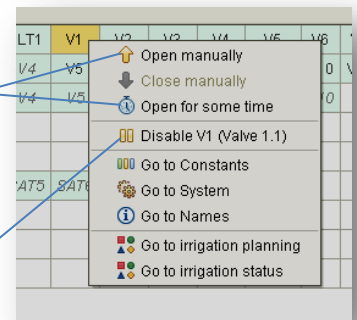 LT1 V1 V2 V3 V4 V5 V6
V4 V5 0
V4 V5
SAT5 SAT6
Open manually
Close manually
Open for some time
Disable V1 (Valve 1.1)
Go to Constants
Go to System
Go to Names
Go to irrigation planning
Go to irrigation status